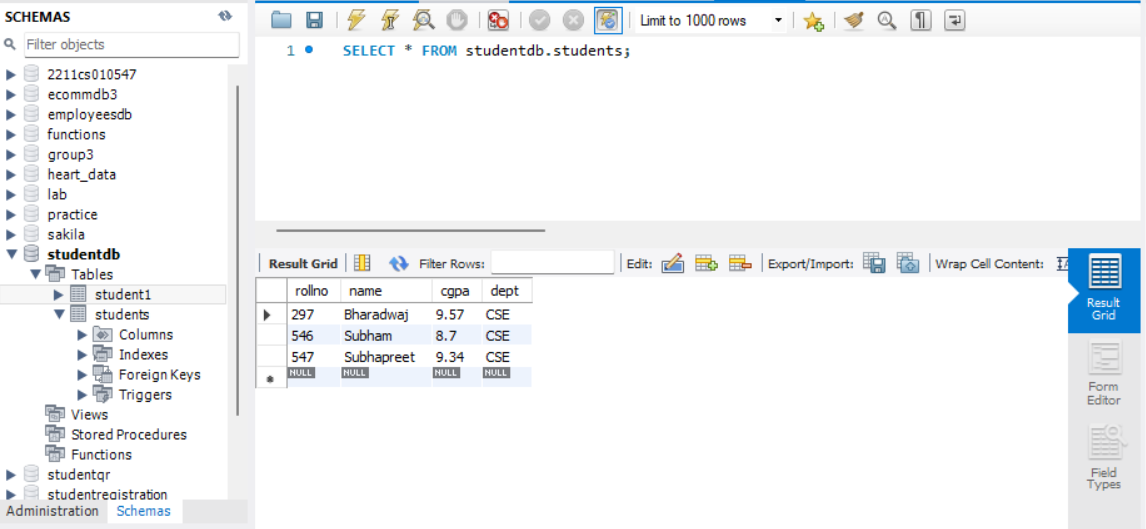 SCHEMAS
Filter objects
2211cs010547
ecommdb3
employeesdb
functions
group3
heart_data
lab
practice
sakila
studentdb
Tables
student1
students
Columns
Indexes
Foreign Keys
Triggers
Views
Stored Procedures
Functions
studentqr
studentregistration
Administration Schemas
Limit to 1000 rows
1 SELECT * FROM studentdb.students;
Result Grid Filter Rows: Edit: Export/Import: Wrap Cell Content:
rollno name cgpa dept
297 Bharadwaj 9.57 CSE
546 Subham 8.7 CSE
547 Subhapreet 9.34 CSE
NULL NULL NULL NULL
Result
Grid
Form
Editor
Field
Types